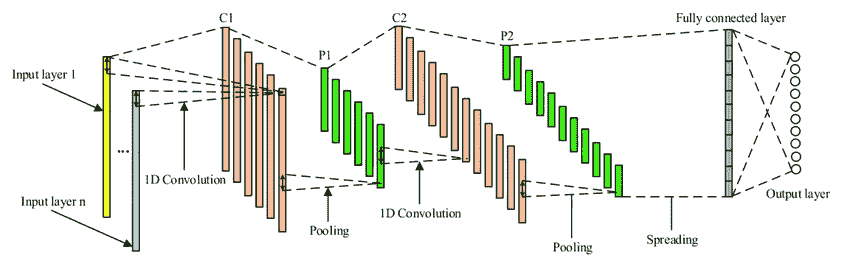 C1
C2
Fully connected layer
P2
P1
Input layer 1
...
1D Convolution
Input layer n
Pooling
1D Convolution
Pooling
Spreading
Output layer